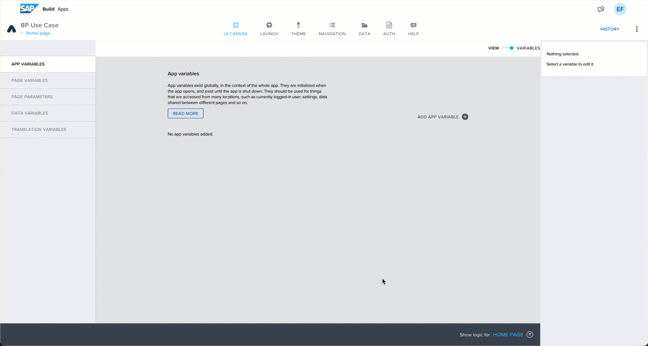 SAP Build Apps
EF
BP Use Case
< Home page
UI CANVAS LAUNCH THEME NAVIGATION DATA AUTH HELP
HISTORY
VIEW VARIABLES
APP VARIABLES
PAGE VARIABLES
PAGE PARAMETERS
DATA VARIABLES
TRANSLATION VARIABLES
App variables
App variables exist globally, in the context of the whole app. They are initialised when
the app opens, and exist until the app is shut down. They should be used for things
that are accessed from many locations, such as currently logged-in user, settings, data
shared between different pages and so on.
READ MORE
ADD APP VARIABLE
No app variables added.
Nothing selected.
Select a variable to edit it.
Show logic for HOME PAGE